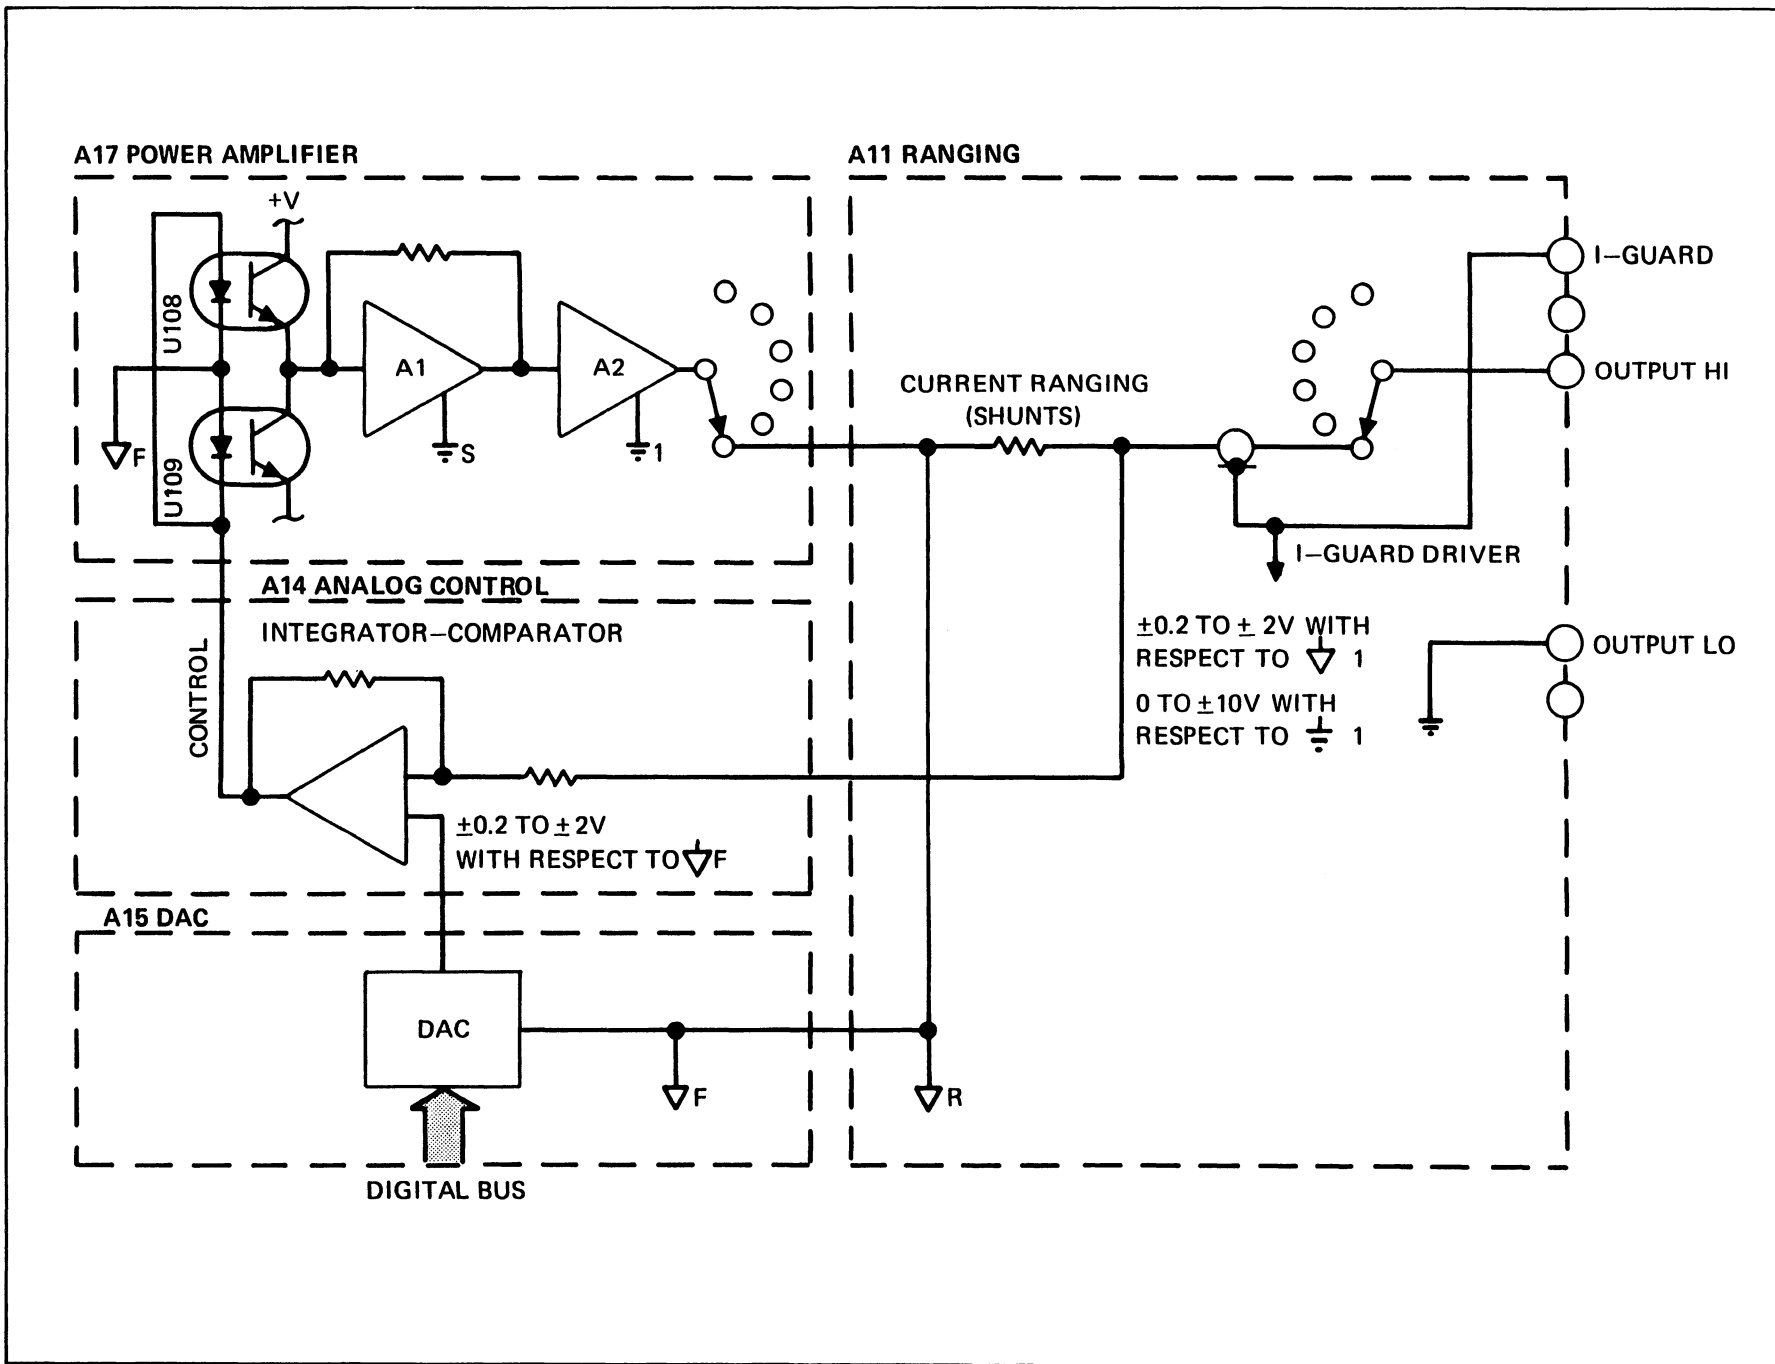 A17 POWER AMPLIFIER
+V
U108
U109
F
A1
S
A2
1
A11 RANGING
CURRENT RANGING
(SHUNTS)
I–GUARD
OUTPUT HI
I–GUARD DRIVER
±0.2 TO ± 2V WITH
RESPECT TO 1
0 TO ±10V WITH
RESPECT TO 1
OUTPUT LO
A14 ANALOG CONTROL
INTEGRATOR–COMPARATOR
CONTROL
±0.2 TO ±2V
WITH RESPECT TO F
A15 DAC
DAC
F
R
DIGITAL BUS